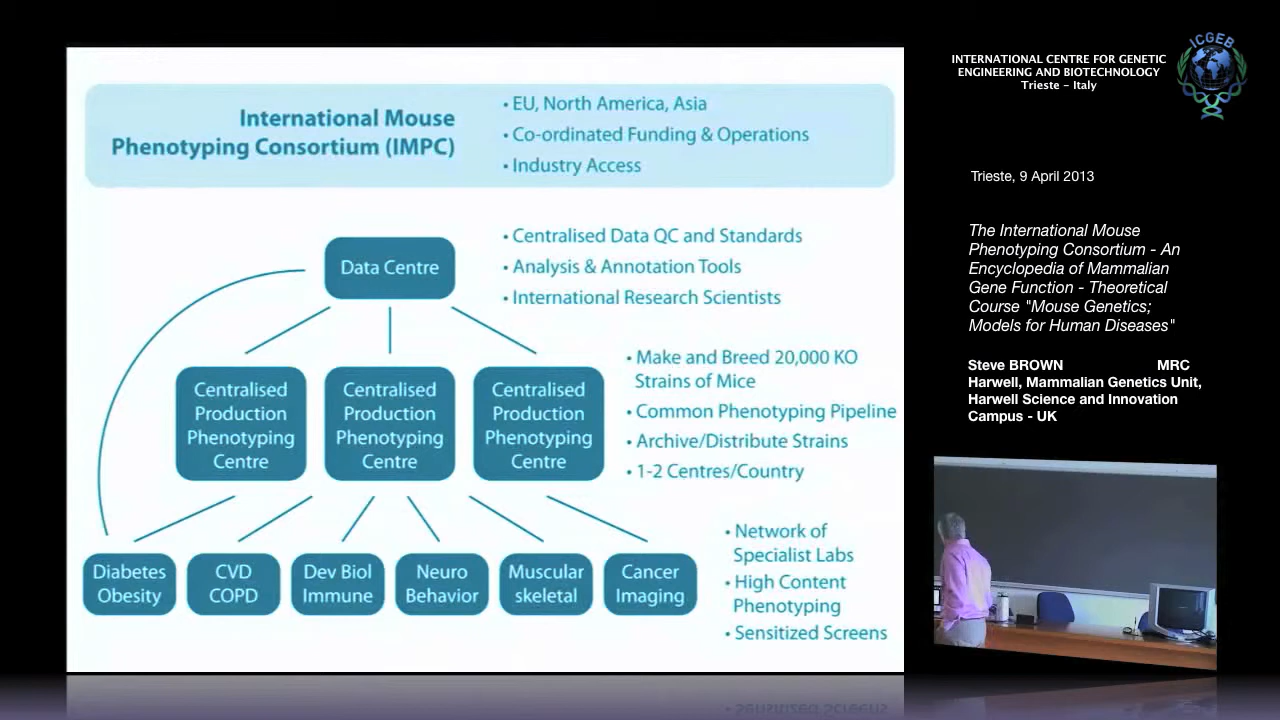 International Mouse
Phenotyping Consortium (IMPC)
• EU, North America, Asia
• Co-ordinated Funding & Operations
• Industry Access
Data Centre
• Centralised Data QC and Standards
• Analysis & Annotation Tools
• International Research Scientists
Centralised
Production
Phenotyping
Centre
Centralised
Production
Phenotyping
Centre
Centralised
Production
Phenotyping
Centre
• Make and Breed 20,000 KO
Strains of Mice
• Common Phenotyping Pipeline
• Archive/Distribute Strains
• 1-2 Centres/Country
Diabetes
Obesity
CVD
COPD
Dev Biol
Immune
Neuro
Behavior
Muscular
skeletal
Cancer
Imaging
• Network of
Specialist Labs
• High Content
Phenotyping
• Sensitized Screens
INTERNATIONAL CENTRE FOR GENETIC
ENGINEERING AND BIOTECHNOLOGY
Trieste - Italy
ICGEB
Trieste, 9 April 2013
The International Mouse
Phenotyping Consortium - An
Encyclopedia of Mammalian
Gene Function - Theoretical
Course "Mouse Genetics;
Models for Human Diseases"
Steve BROWN MRC
Harwell, Mammalian Genetics Unit,
Harwell Science and Innovation
Campus - UK